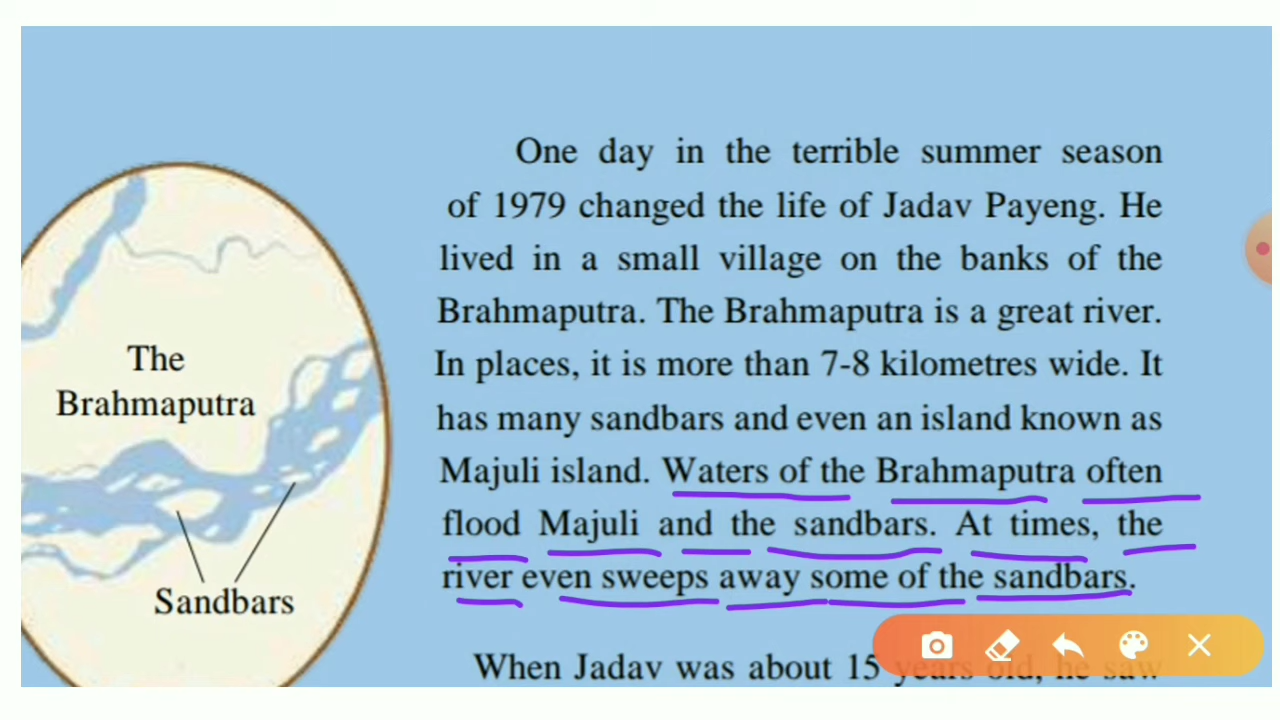 One day in the terrible summer season
of 1979 changed the life of Jadav Payeng. He
lived in a small village on the banks of the
Brahmaputra. The Brahmaputra is a great river.
In places, it is more than 7-8 kilometres wide. It
has many sandbars and even an island known as
Majuli island. Waters of the Brahmaputra often
flood Majuli and the sandbars. At times, the
river even sweeps away some of the sandbars.
When Jadav was about 15 years old, he saw
The
Brahmaputra
Sandbars